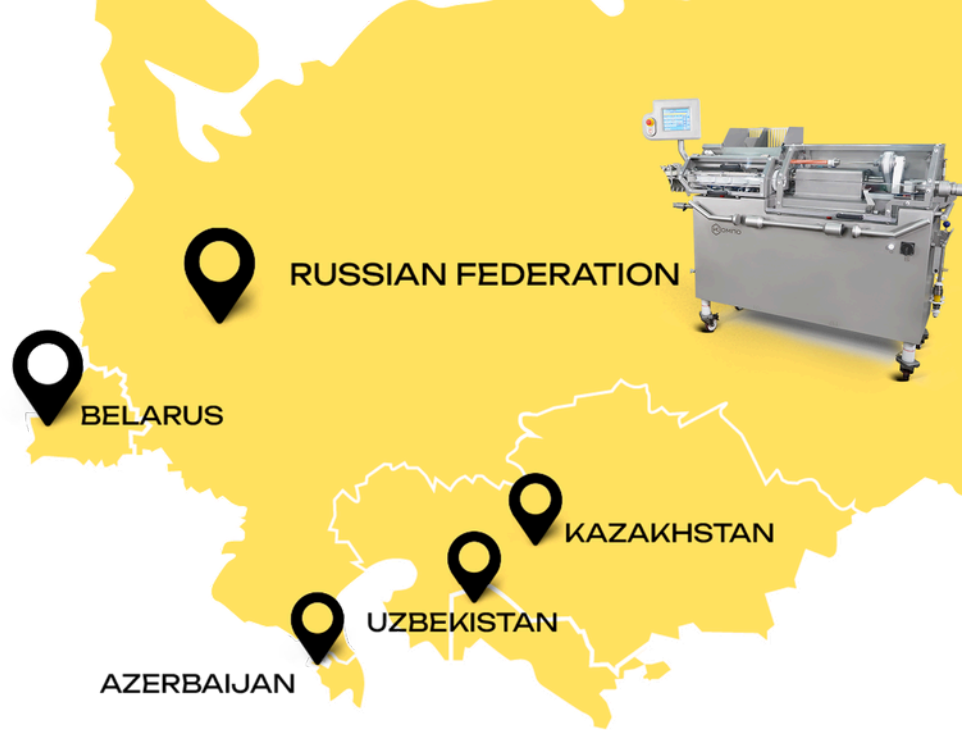 RUSSIAN FEDERATION
BELARUS
KAZAKHSTAN
UZBEKISTAN
AZERBAIJAN